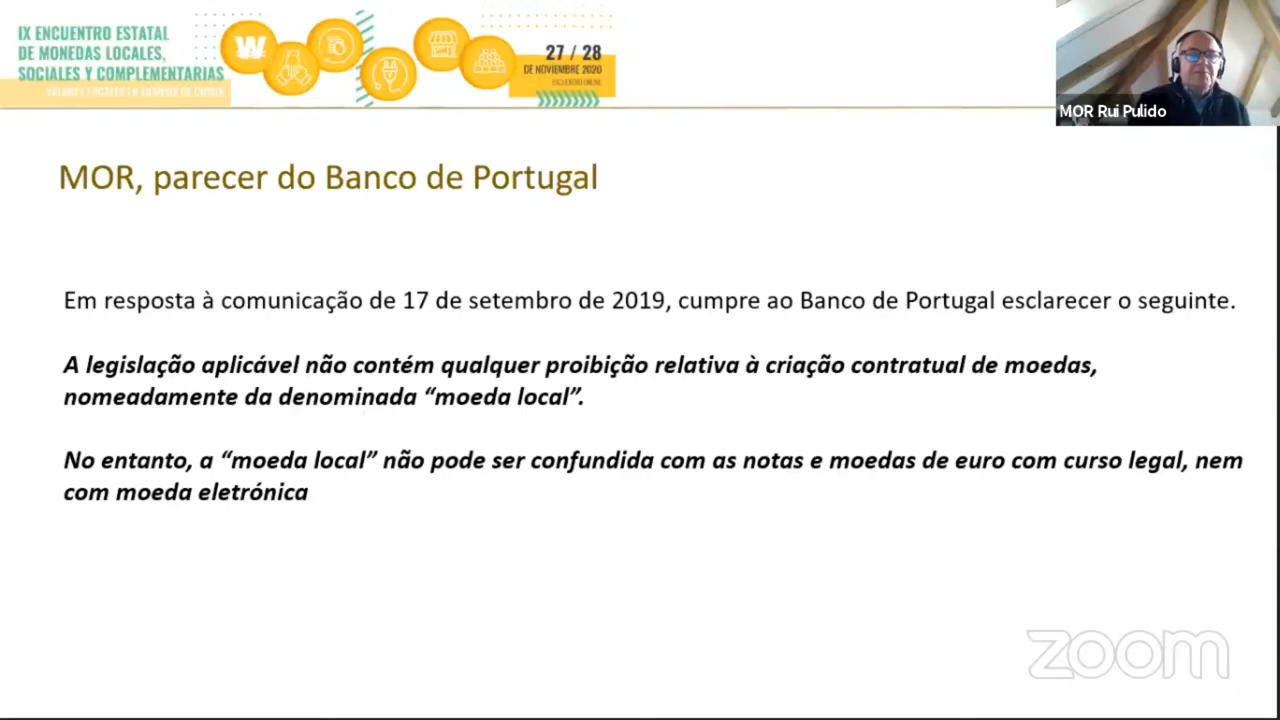 IX ENCUENTRO ESTATAL
DE MONEDAS LOCALES,
SOCIALES Y COMPLEMENTARIAS
27 / 28
DE NOVIEMBRE 2020
ENCUENTRO ONLINE
MOR Rui Pulido
MOR, parecer do Banco de Portugal
Em resposta à comunicação de 17 de setembro de 2019, cumpre ao Banco de Portugal esclarecer o seguinte.
A legislação aplicável não contém qualquer proibição relativa à criação contratual de moedas,
nomeadamente da denominada “moeda local”.
No entanto, a “moeda local” não pode ser confundida com as notas e moedas de euro com curso legal, nem
com moeda eletrónica
zoom